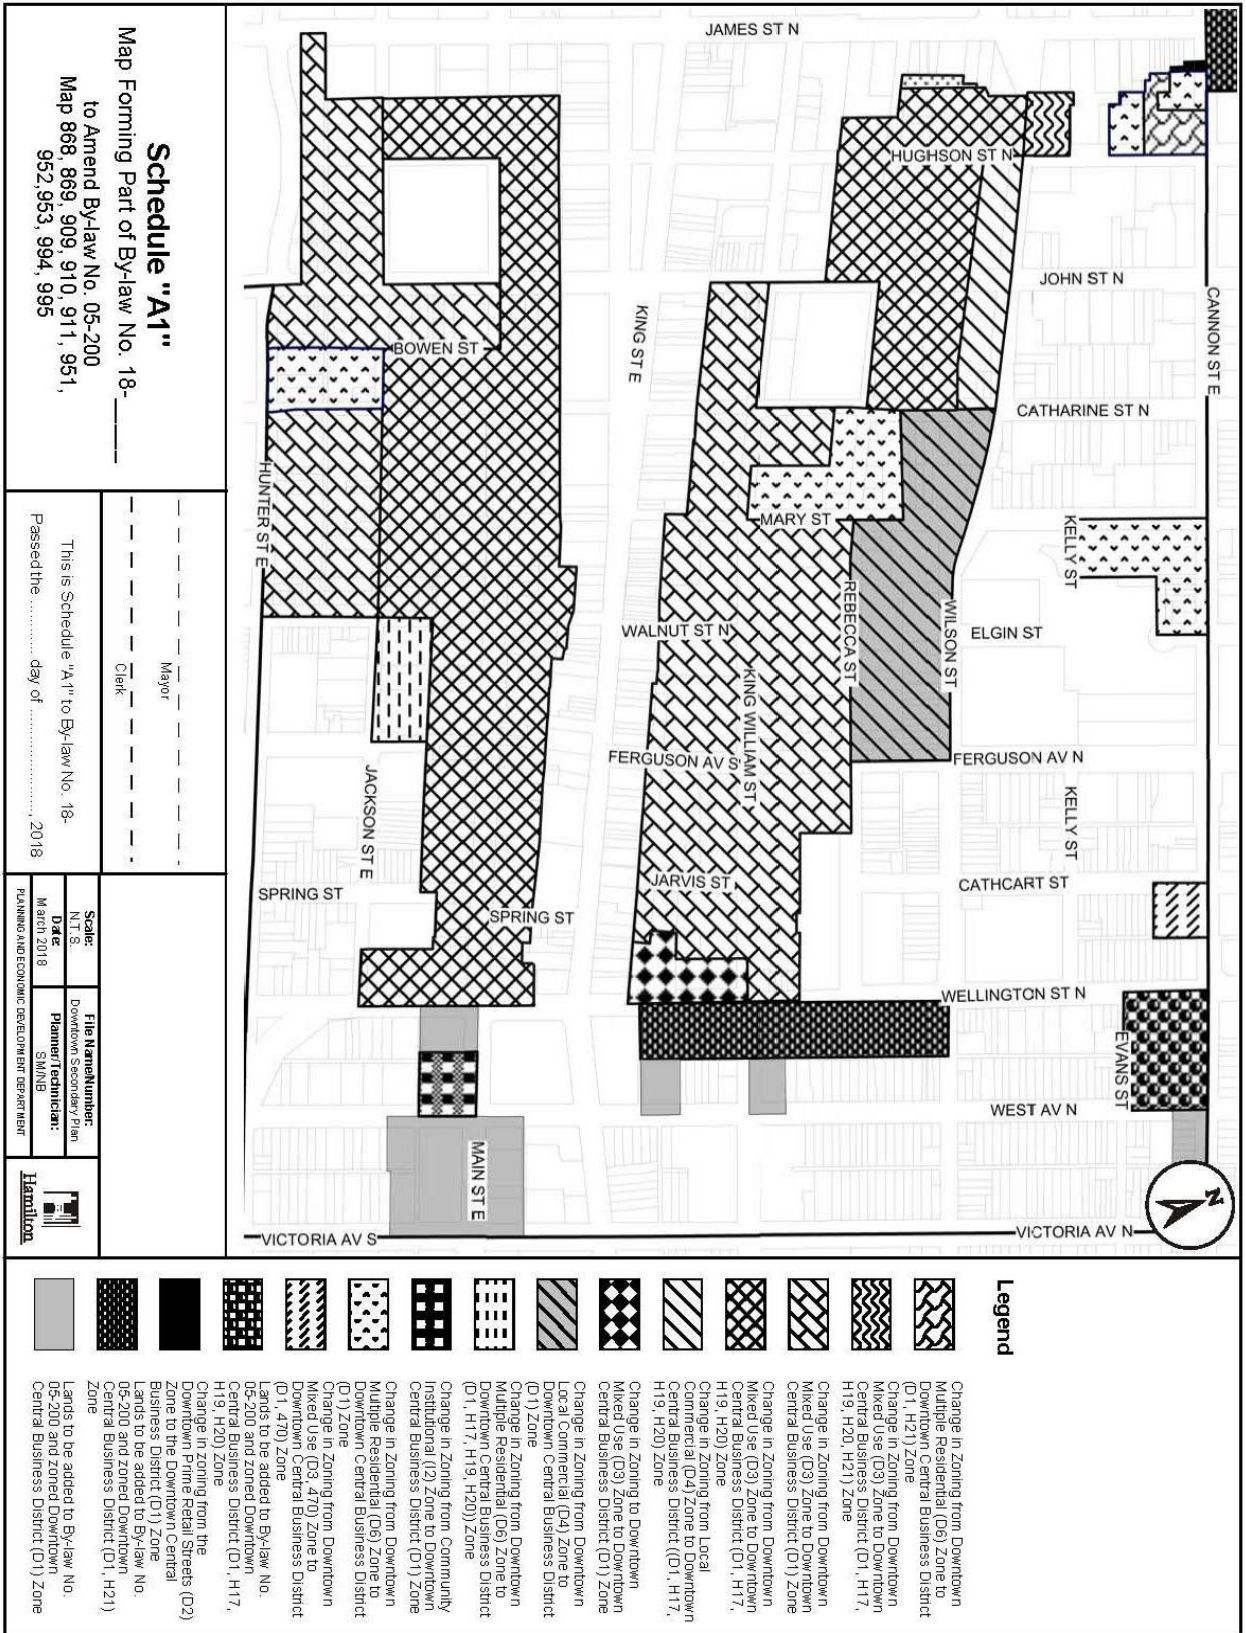 JAMES ST N
HUGHSON ST N
JOHN ST N
CANNON ST E
KING ST E
BOWEN ST
CATHARINE ST N
HUNTER ST E
MARY ST
KELLY ST
REBECCA ST
WILSON ST
ELGIN ST
WALNUT ST N
KING WILLIAM ST
FERGUSON AV S
FERGUSON AV N
JACKSON ST E
KELLY ST
SPRING ST
JARVIS ST
CATHCART ST
SPRING ST
WELLINGTON ST N
EVANS ST
WEST AV N
MAIN ST E
VICTORIA AV S
VICTORIA AV N
N
Schedule "A1"
Map Forming Part of By-law No. 18-____
to Amend By-law No. 05-200
Map 868, 869, 909, 910, 911, 951,
952,953, 994, 995
This is Schedule "A1" to By-law No. 18-
Passed the ............ day of ...................., 2018
Mayor
Clerk
Scale:
N.T.S.
File Name/Number:
Downtown Secondary Plan
Date:
March 2018
Planner/Technician:
SM/NB
PLANNING AND ECONOMIC DEVELOPMENT DEPARTMENT
Hamilton
Legend
Change in Zoning from Downtown
Multiple Residential (D6) Zone to
Downtown Central Business District
(D1, H21) Zone
Change in Zoning from Downtown
Mixed Use (D3) Zone to Downtown
Central Business District (D1, H17,
H19, H20, H21) Zone
Change in Zoning from Downtown
Mixed Use (D3) Zone to Downtown
Central Business District (D1) Zone
Change in Zoning from Downtown
Mixed Use (D3) Zone to Downtown
Central Business District (D1, H17,
H19, H20) Zone
Change in Zoning from Local
Commercial (D4) Zone to Downtown
Central Business District ((D1, H17,
H19, H20) Zone
Change in Zoning to Downtown
Mixed Use (D3) Zone to Downtown
Central Business District (D1) Zone
Change in Zoning from Downtown
Local Commercial (D4) Zone to
Downtown Central Business District
(D1) Zone
Change in Zoning from Downtown
Multiple Residential (D6) Zone to
Downtown Central Business District
(D1, H17, H19, H20)) Zone
Change in Zoning from Community
Institutional (I2) Zone to Downtown
Central Business District (D1) Zone
Change in Zoning from Downtown
Multiple Residential (D6) Zone to
Downtown Central Business District
(D1) Zone
Change in Zoning from Downtown
Mixed Use (D3, 470) Zone to
Downtown Central Business District
(D1, 470) Zone
Lands to be added to By-law No.
05-200 and zoned Downtown
Central Business District (D1, H17,
H19, H20) Zone
Change in zoning from the
Downtown Prime Retail Streets (D2)
Zone to the Downtown Central
Business District (D1) Zone
Lands to be added to By-law No.
05-200 and zoned Downtown
Central Business District (D1, H21)
Zone
Lands to be added to By-law No.
05-200 and zoned Downtown
Central Business District (D1) Zone